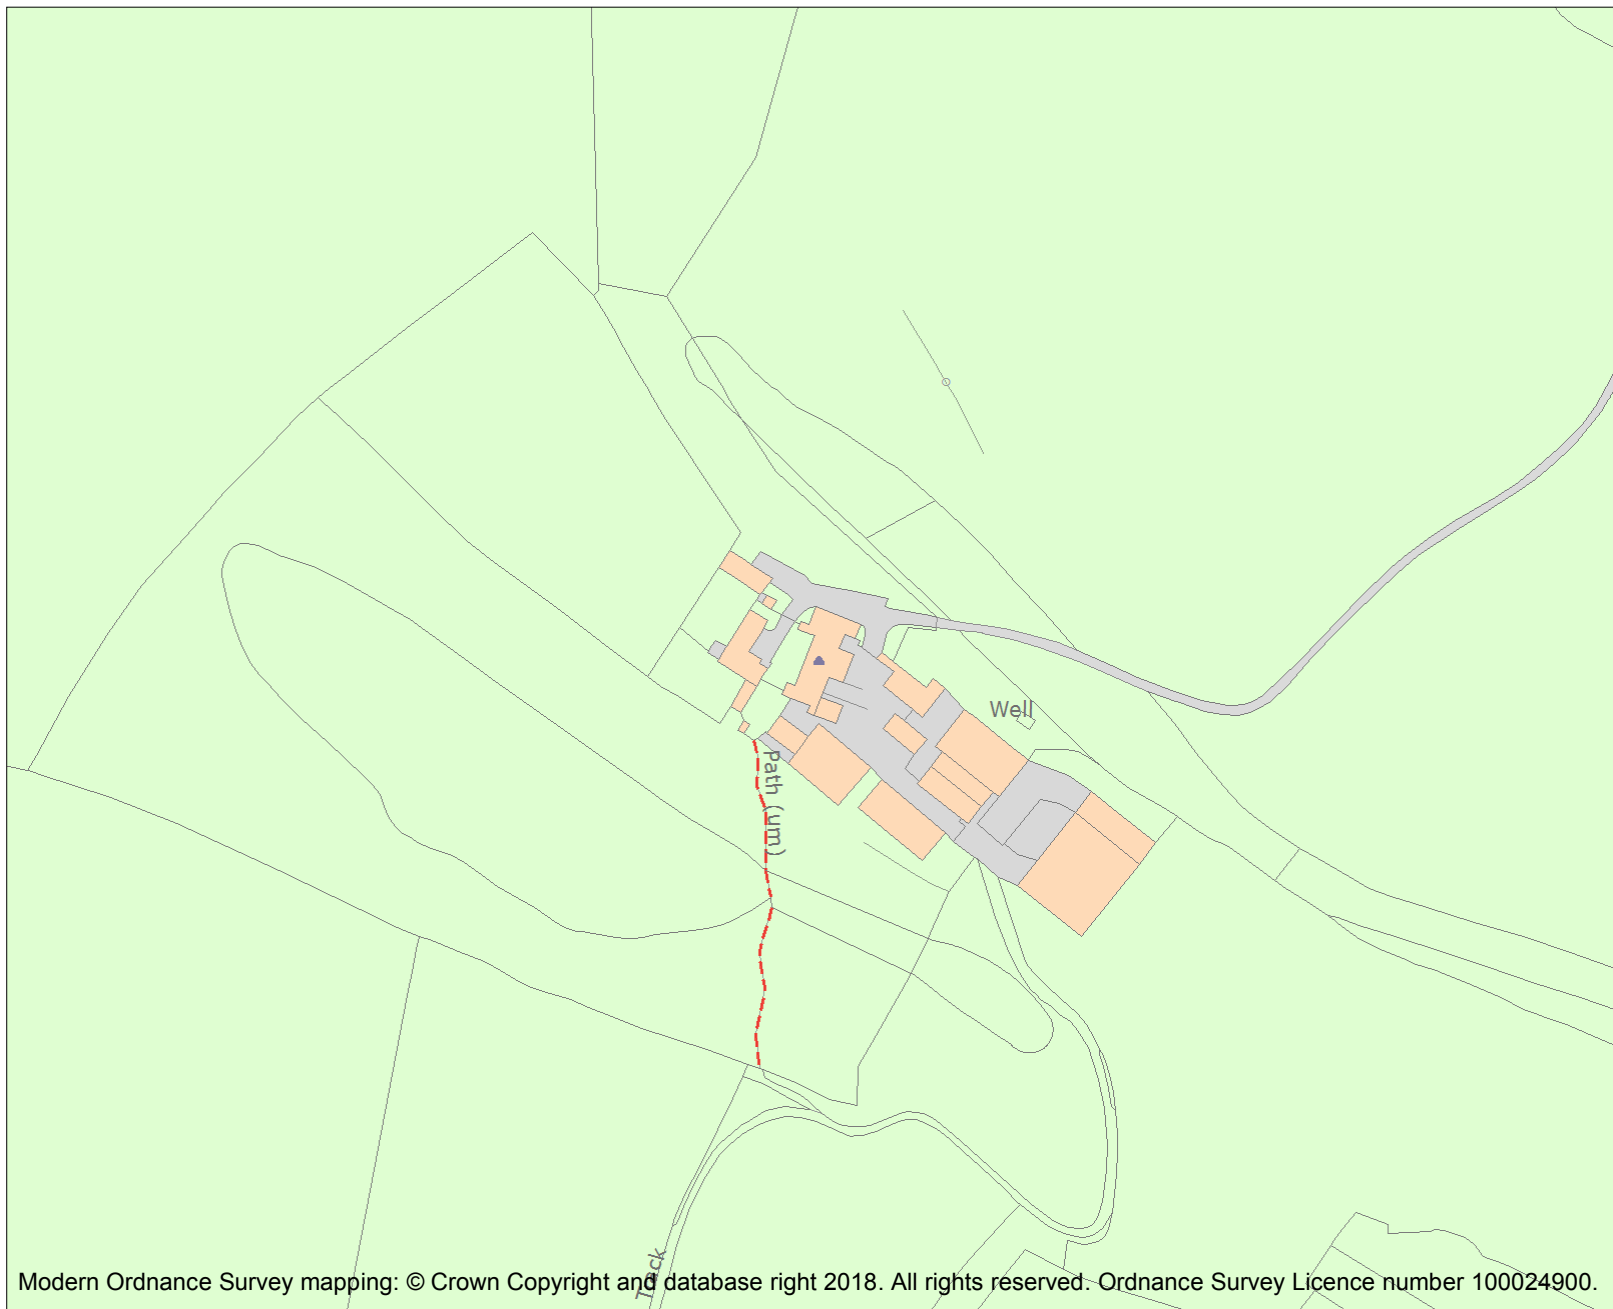 Well
Path (um)
Track
Modern Ordnance Survey mapping: © Crown Copyright and database right 2018. All rights reserved. Ordnance Survey Licence number 100024900.